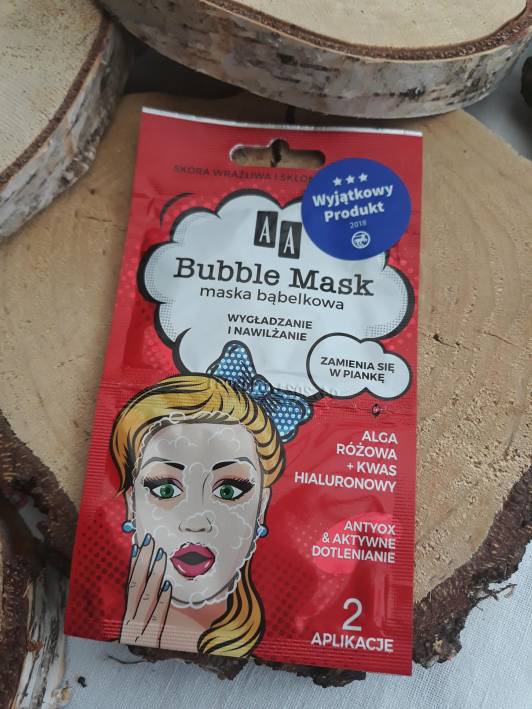 SKÓRA WRAŻLIWA I
Wyjątkowy
Produkt
2018
AA
Bubble Mask
maska bąbelkowa
WYGŁADZANIE
I NAWILŻANIE
ZAMIENIA SIĘ
W PIANKĘ
ALGA
RÓŻOWA
+ KWAS
HIALURONOWY
ANTYOX
& AKTYWNE
DOTLENIANIE
2
APLIKACJE